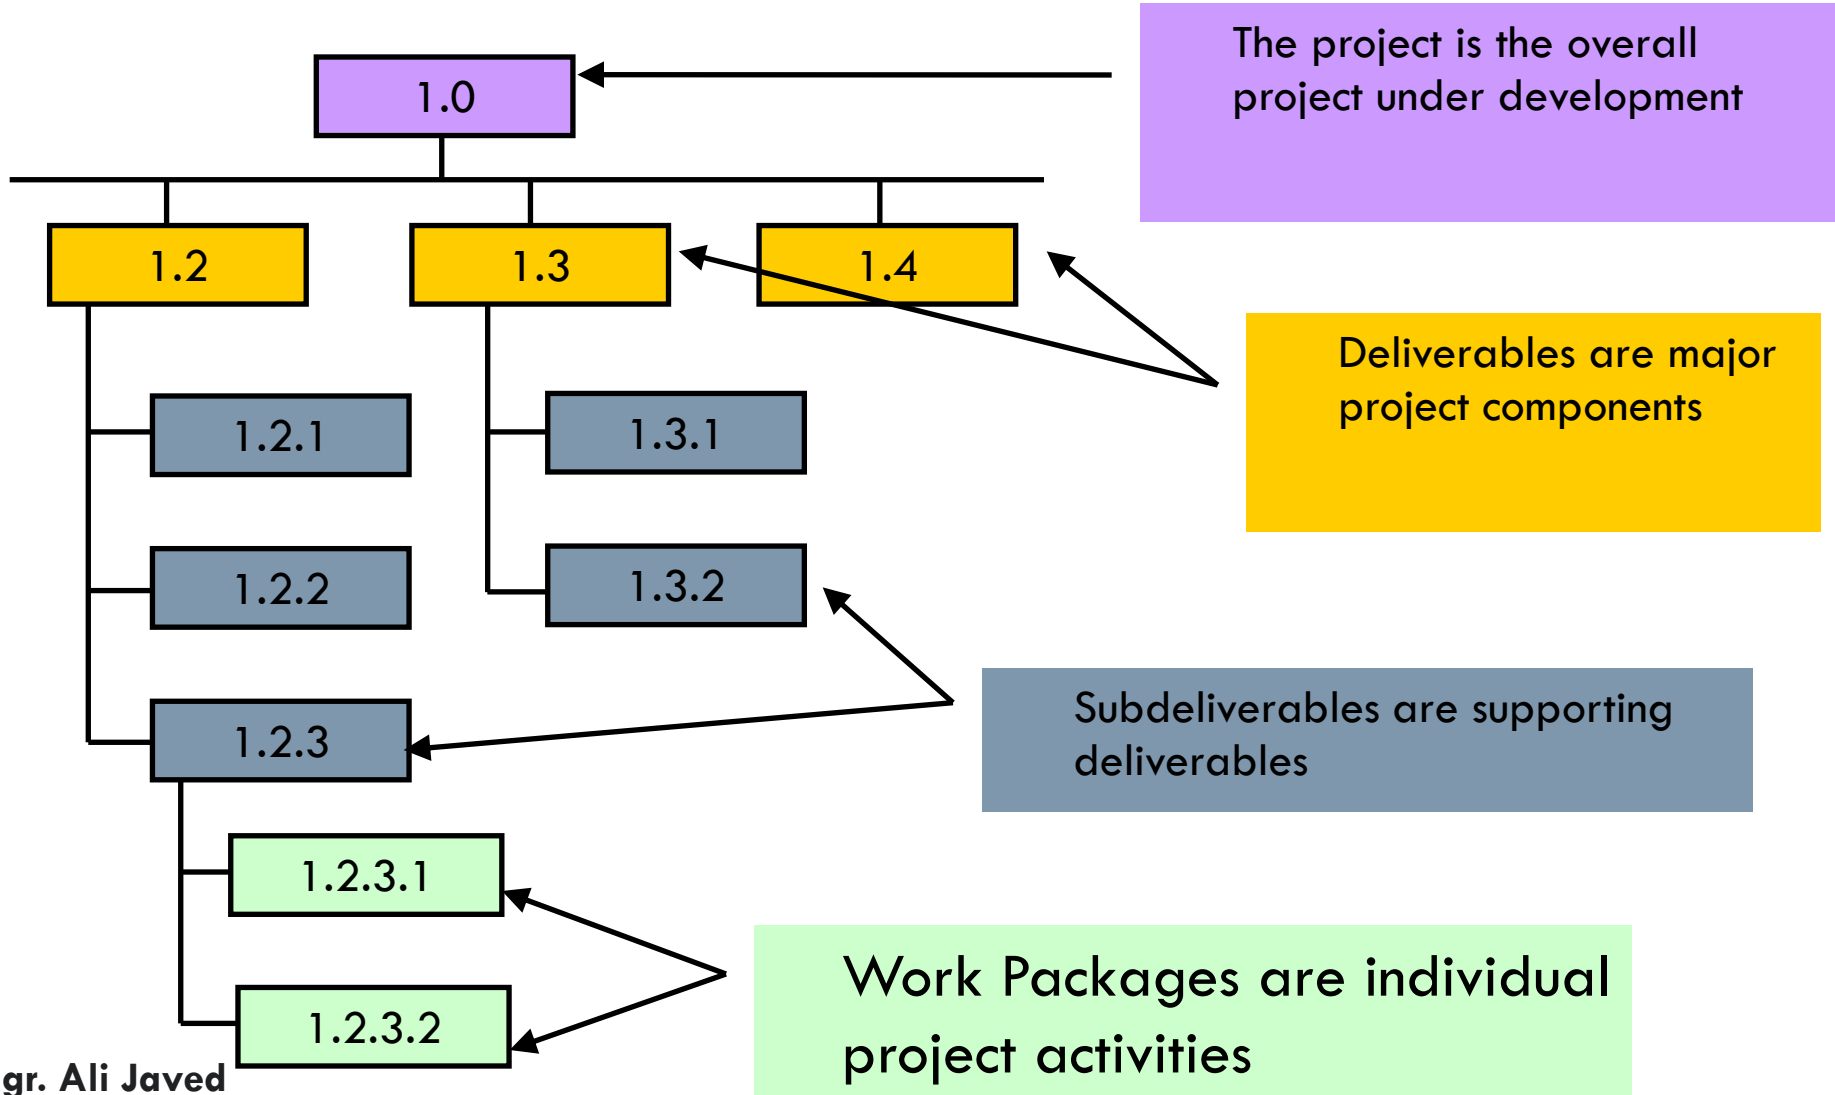 The project is the overall
project under development
1.0
1.2
1.3
1.4
Deliverables are major
project components
1.2.1
1.3.1
1.2.2
1.3.2
Subdeliverables are supporting
deliverables
1.2.3
1.2.3.1
Work Packages are individual
project activities
1.2.3.2
gr. Ali Javed